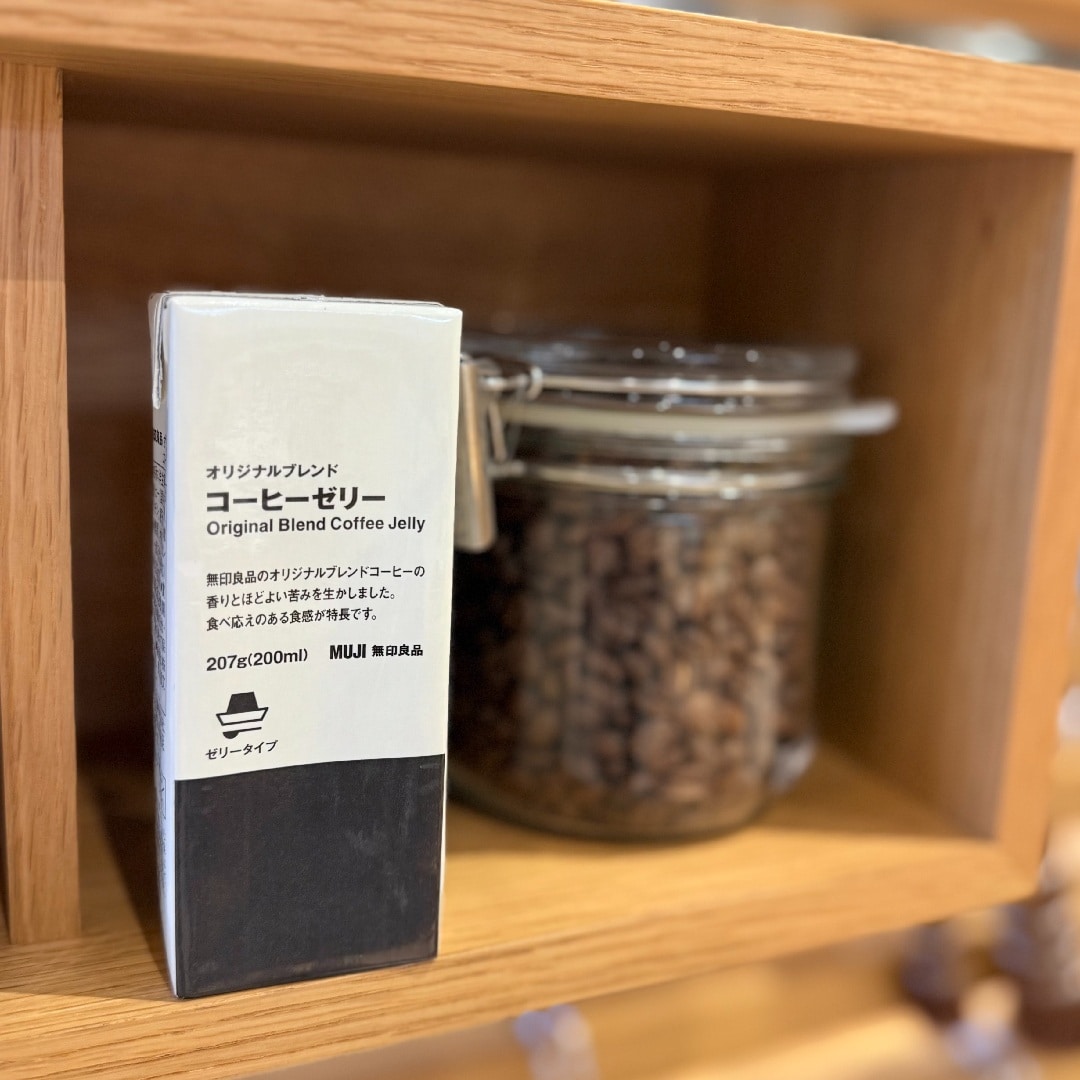 オリジナルブレンド
コーヒーゼリー
Original Blend Coffee Jelly
無印良品のオリジナルブレンドコーヒーの
香りとほどよい苦みを生かしました。
食べ応えのある食感が特長です。
207g(200ml) MUJI 無印良品
ゼリータイプ